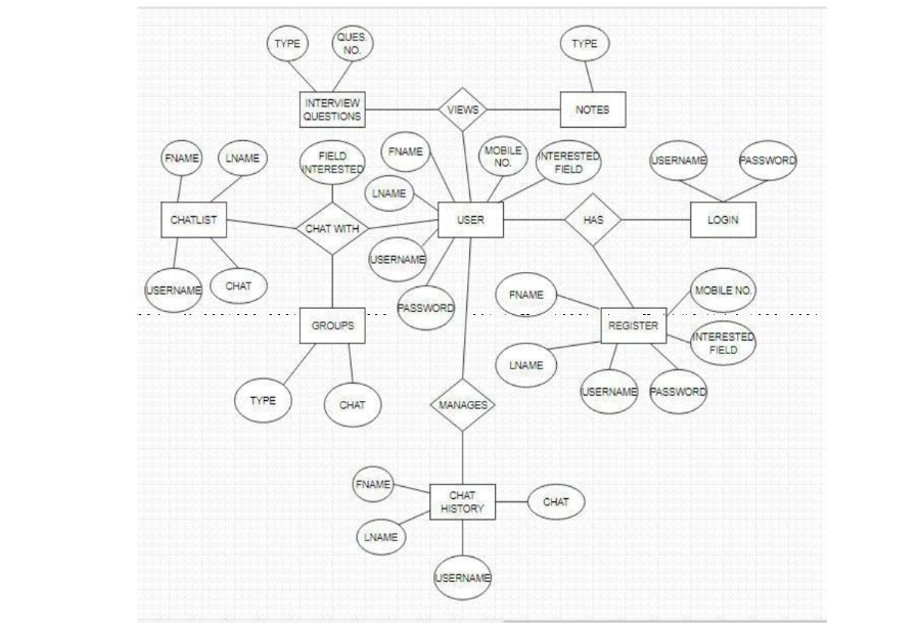 TYPE
QUES.
NO.
TYPE
INTERVIEW
QUESTIONS
VIEWS
NOTES
FNAME
LNAME
FIELD
INTERESTED
FNAME
MOBILE
NO.
INTERESTED
FIELD
USERNAME
PASSWORD
LNAME
CHATLIST
CHAT WITH
USER
HAS
LOGIN
USERNAME
USERNAME
CHAT
PASSWORD
FNAME
MOBILE NO.
GROUPS
REGISTER
INTERESTED
FIELD
LNAME
USERNAME
PASSWORD
TYPE
CHAT
MANAGES
FNAME
CHAT
HISTORY
CHAT
LNAME
USERNAME